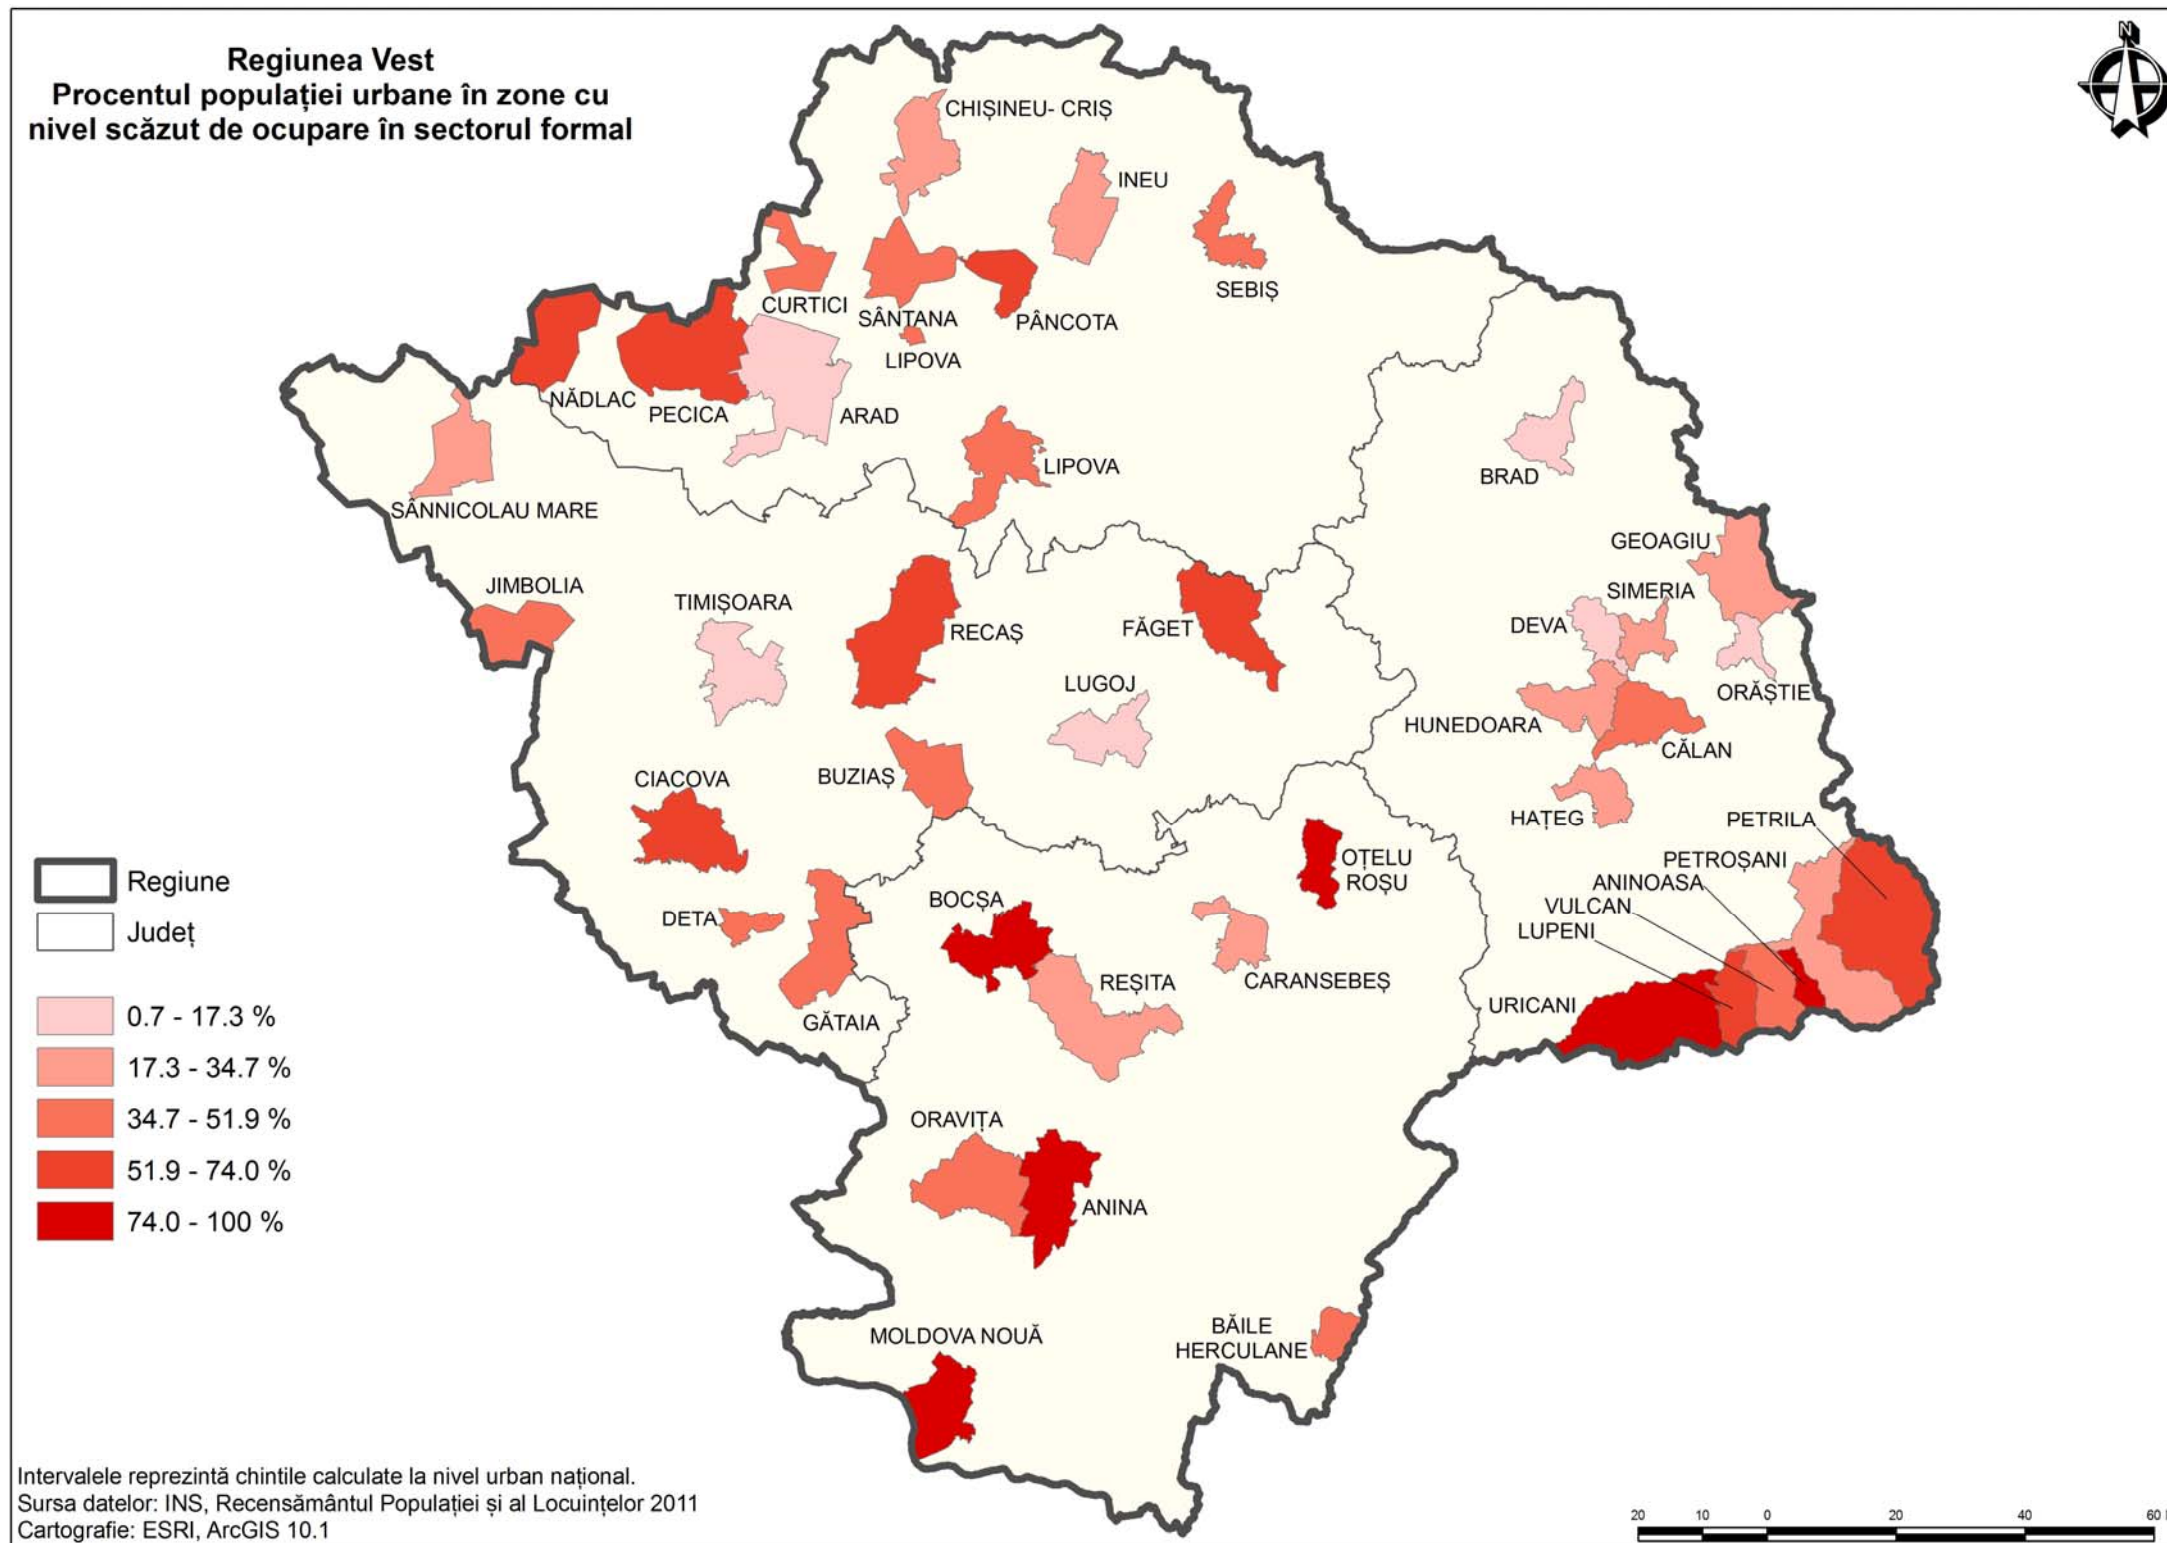 Regiunea Vest
Procentul populației urbane în zone cu
nivel scăzut de ocupare în sectorul formal
N
CHIȘINEU- CRIȘ
INEU
SEBIȘ
CURTICI
SÂNTANA
PÂNCOTA
LIPOVA
NĂDLAC
PECICA
ARAD
LIPOVA
BRAD
SÂNNICOLAU MARE
GEOAGIU
JIMBOLIA
TIMIȘOARA
SIMERIA
RECAȘ
FĂGET
DEVA
LUGOJ
ORĂȘTIE
HUNEDOARA
CĂLAN
CIACOVA
BUZIAȘ
HAȚEG
PETRILA
PETROȘANI
OȚELU
ROȘU
ANINOASA
BOCȘA
VULCAN
DETA
LUPENI
REȘITA
CARANSEBEȘ
URICANI
GĂTAIA
Regiune
Județ
0.7 - 17.3 %
17.3 - 34.7 %
34.7 - 51.9 %
51.9 - 74.0 %
74.0 - 100 %
ORAVIȚA
ANINA
BĂILE
HERCULANE
MOLDOVA NOUĂ
Intervalele reprezintă chintile calculate la nivel urban național.
Sursa datelor: INS, Recensământul Populației și al Locuințelor 2011
Cartografie: ESRI, ArcGIS 10.1
20 10 0 20 40 60